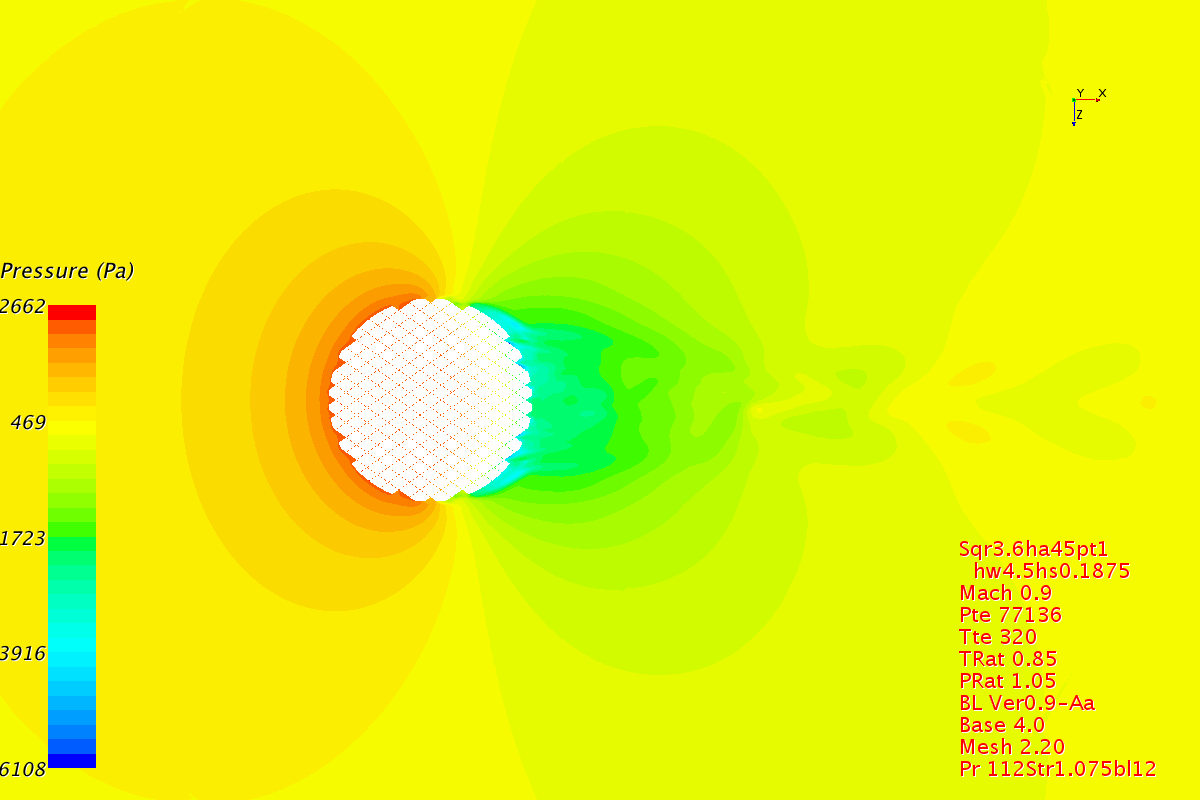 Y X
Z
Pressure (Pa)
2662
469
1723
3916
6108
Sqr3.6ha45pt1
hw4.5hs0.1875
Mach 0.9
Pte 77136
Tte 320
TRat 0.85
PRat 1.05
BL Ver0.9-Aa
Base 4.0
Mesh 2.20
Pr 112Str1.075bl12